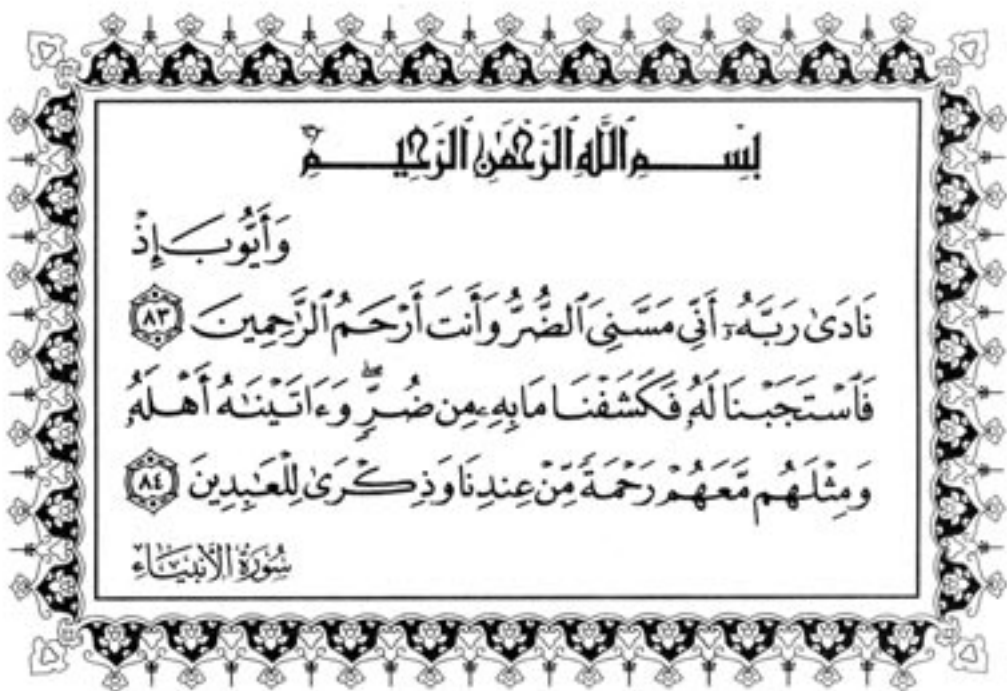 بِسْمِ ٱللَّهِ ٱلرَّحْمَٰنِ ٱلرَّحِيمِ
وَأَيُّوبَ إِذْ
نَادَىٰ رَبَّهُۥٓ أَنِّي مَسَّنِيَ ٱلضُّرُّ وَأَنتَ أَرْحَمُ ٱلرَّٰحِمِينَ ٨٣
فَٱسْتَجَبْنَا لَهُۥ فَكَشَفْنَا مَا بِهِۦ مِن ضُرٍّۖ وَءَاتَيْنَٰهُ أَهْلَهُۥ
وَمِثْلَهُم مَّعَهُمْ رَحْمَةً مِّنْ عِندِنَا وَذِكْرَىٰ لِلْعَٰبِدِينَ ٨٤
سُورَةُ الأَنبِيَاءِ